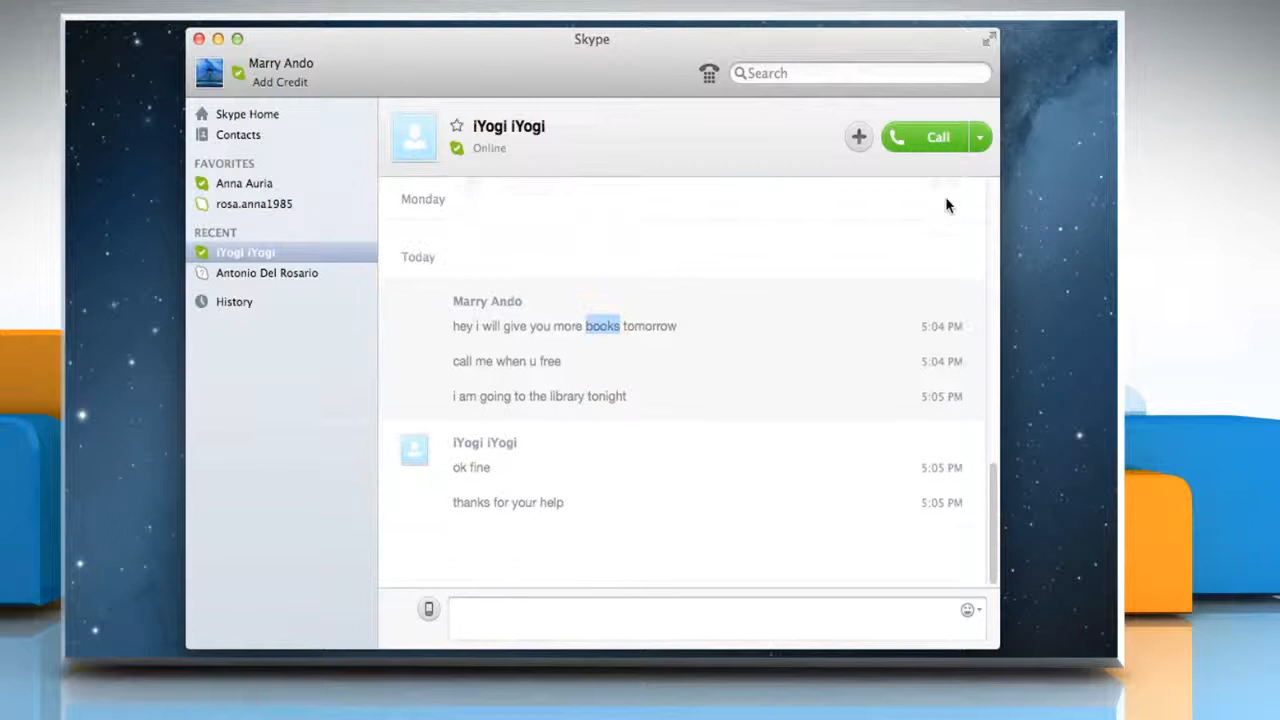 Skype
Marry Ando
Add Credit
Search
Skype Home
Contacts
FAVORITES
Anna Auria
rosa.anna1985
RECENT
iYogi iYogi
Antonio Del Rosario
History
iYogi iYogi
Online
Call
Monday
Today
Marry Ando
hey i will give you more books tomorrow 5:04 PM
call me when u free 5:04 PM
i am going to the library tonight 5:05 PM
iYogi iYogi
ok fine 5:05 PM
thanks for your help 5:05 PM